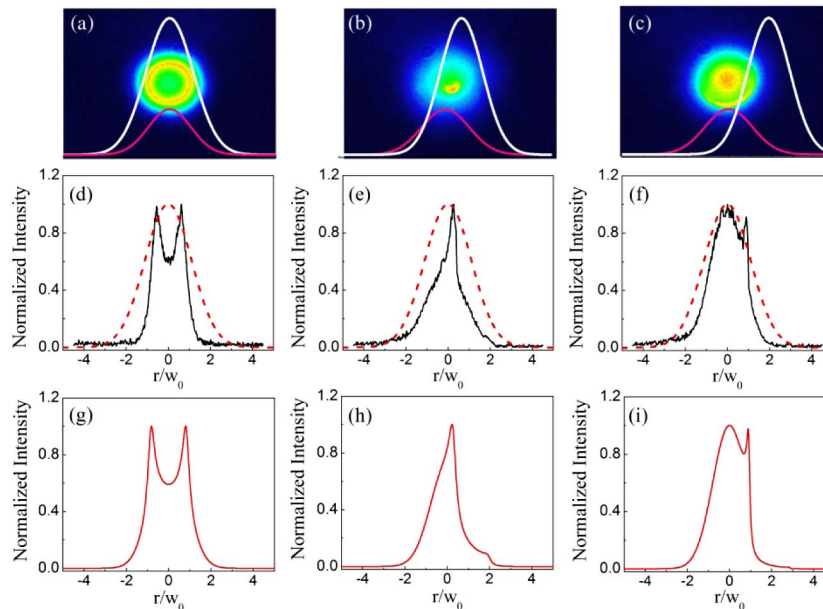 (a) (b) (c)
(d) (e) (f)
Normalized Intensity Normalized Intensity Normalized Intensity
1.2 1.2 1.2
0.8 0.8 0.8
0.4 0.4 0.4
0.0 0.0 0.0
-4 -2 0 2 4 -4 -2 0 2 4 -4 -2 0 2 4
r/w₀ r/w₀ r/w₀
(g) (h) (i)
Normalized Intensity Normalized Intensity Normalized Intensity
1.2 1.2 1.2
0.8 0.8 0.8
0.4 0.4 0.4
0.0 0.0 0.0
-4 -2 0 2 4 -4 -2 0 2 4 -4 -2 0 2 4
r/w₀ r/w₀ r/w₀